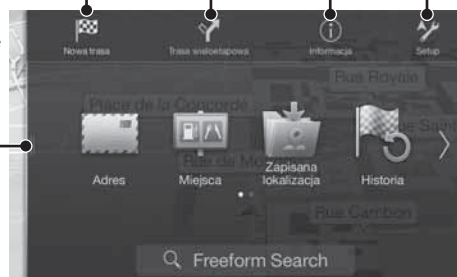 Nowa trasa
Trasa wieloetapowa
Informacja
Setup
Rue Royale
Place de la Concorde
Adres
Miejsca
Zapisana
lokalizacja
Historia
Rue Cambon
Freeform Search